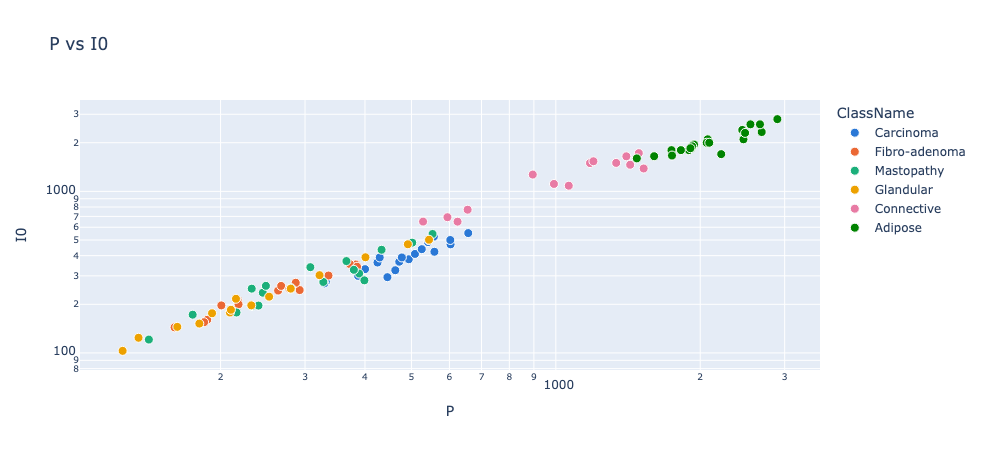 P vs I0
ClassName
Carcinoma
Fibro-adenoma
Mastopathy
Glandular
Connective
Adipose
3
2
1000
9
8
7
6
5
4
3
2
100
9
8
I0
2 3 4 5 6 7 8 9 1000 2 3
P